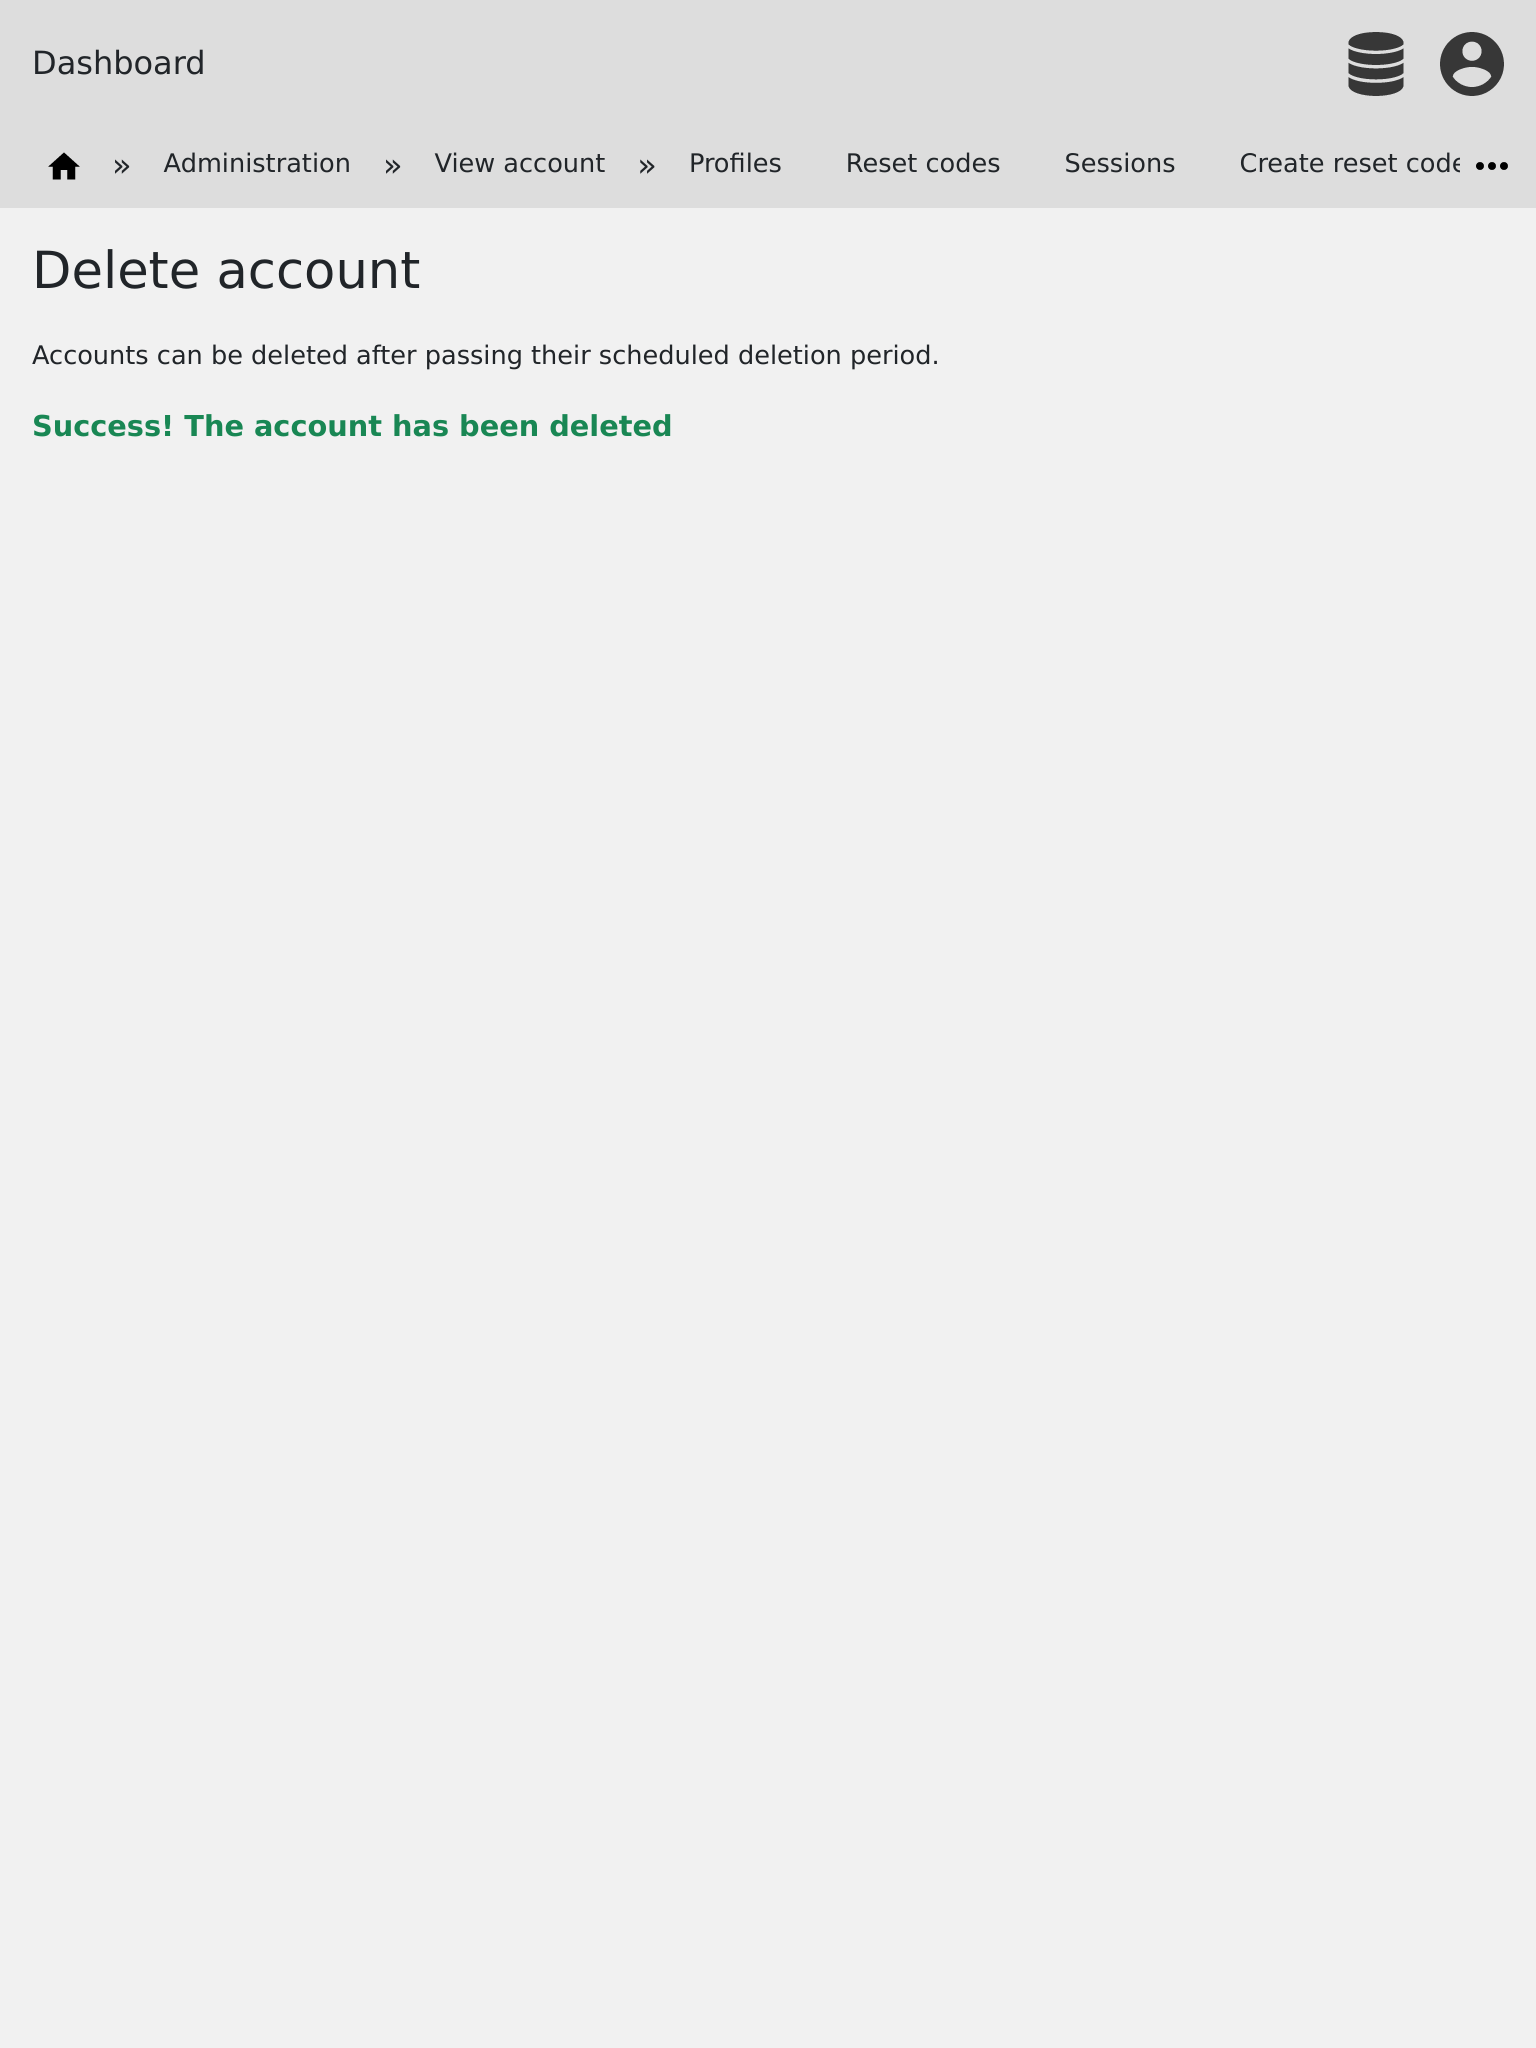 Dashboard
» Administration » View account » Profiles Reset codes Sessions Create reset code
Delete account
Accounts can be deleted after passing their scheduled deletion period.
Success! The account has been deleted